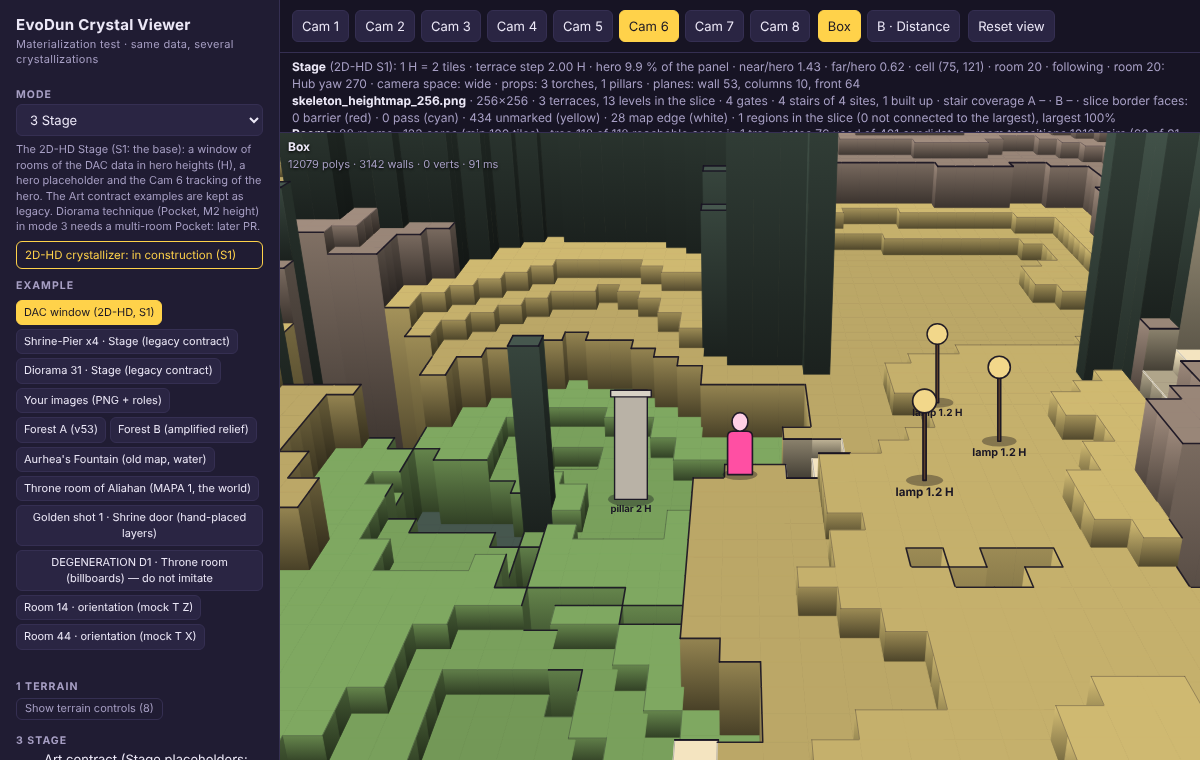 EvoDun Crystal Viewer
Materialization test · same data, several
crystallizations
MODE
3 Stage
The 2D-HD Stage (S1: the base): a window of
rooms of the DAC data in hero heights (H), a
hero placeholder and the Cam 6 tracking of the
hero. The Art contract examples are kept as
legacy. Diorama technique (Pocket, M2 height)
in mode 3 needs a multi-room Pocket: later PR.
2D-HD crystallizer: in construction (S1)
EXAMPLE
DAC window (2D-HD, S1)
Shrine-Pier x4 · Stage (legacy contract)
Diorama 31 · Stage (legacy contract)
Your images (PNG + roles)
Forest A (v53)
Forest B (amplified relief)
Aurhea's Fountain (old map, water)
Throne room of Aliahan (MAPA 1, the world)
Golden shot 1 · Shrine door (hand-placed
layers)
DEGENERATION D1 · Throne room
(billboards) — do not imitate
Room 14 · orientation (mock T Z)
Room 44 · orientation (mock T X)
1 TERRAIN
Show terrain controls (8)
3 STAGE
Art contract (Stage placeholders:
Cam 1 Cam 2 Cam 3 Cam 4 Cam 5 Cam 6 Cam 7 Cam 8 Box B · Distance Reset view
Stage (2D-HD S1): 1 H = 2 tiles · terrace step 2.00 H · hero 9.9 % of the panel · near/hero 1.43 · far/hero 0.62 · cell (75, 121) · room 20 · following · room 20:
Hub yaw 270 · camera space: wide · props: 3 torches, 1 pillars · planes: wall 53, columns 10, front 64
skeleton_heightmap_256.png · 256×256 · 3 terraces, 13 levels in the slice · 4 gates · 4 stairs of 4 sites, 1 built up · stair coverage A – · B – · slice border faces:
0 barrier (red) · 0 pass (cyan) · 434 unmarked (yellow) · 28 map edge (white) · 1 regions in the slice (0 not connected to the largest), largest 100%
Box
12079 polys · 3142 walls · 0 verts · 91 ms
lamp 1.2 H
lamp 1.2 H
lamp 1.2 H
pillar 2 H